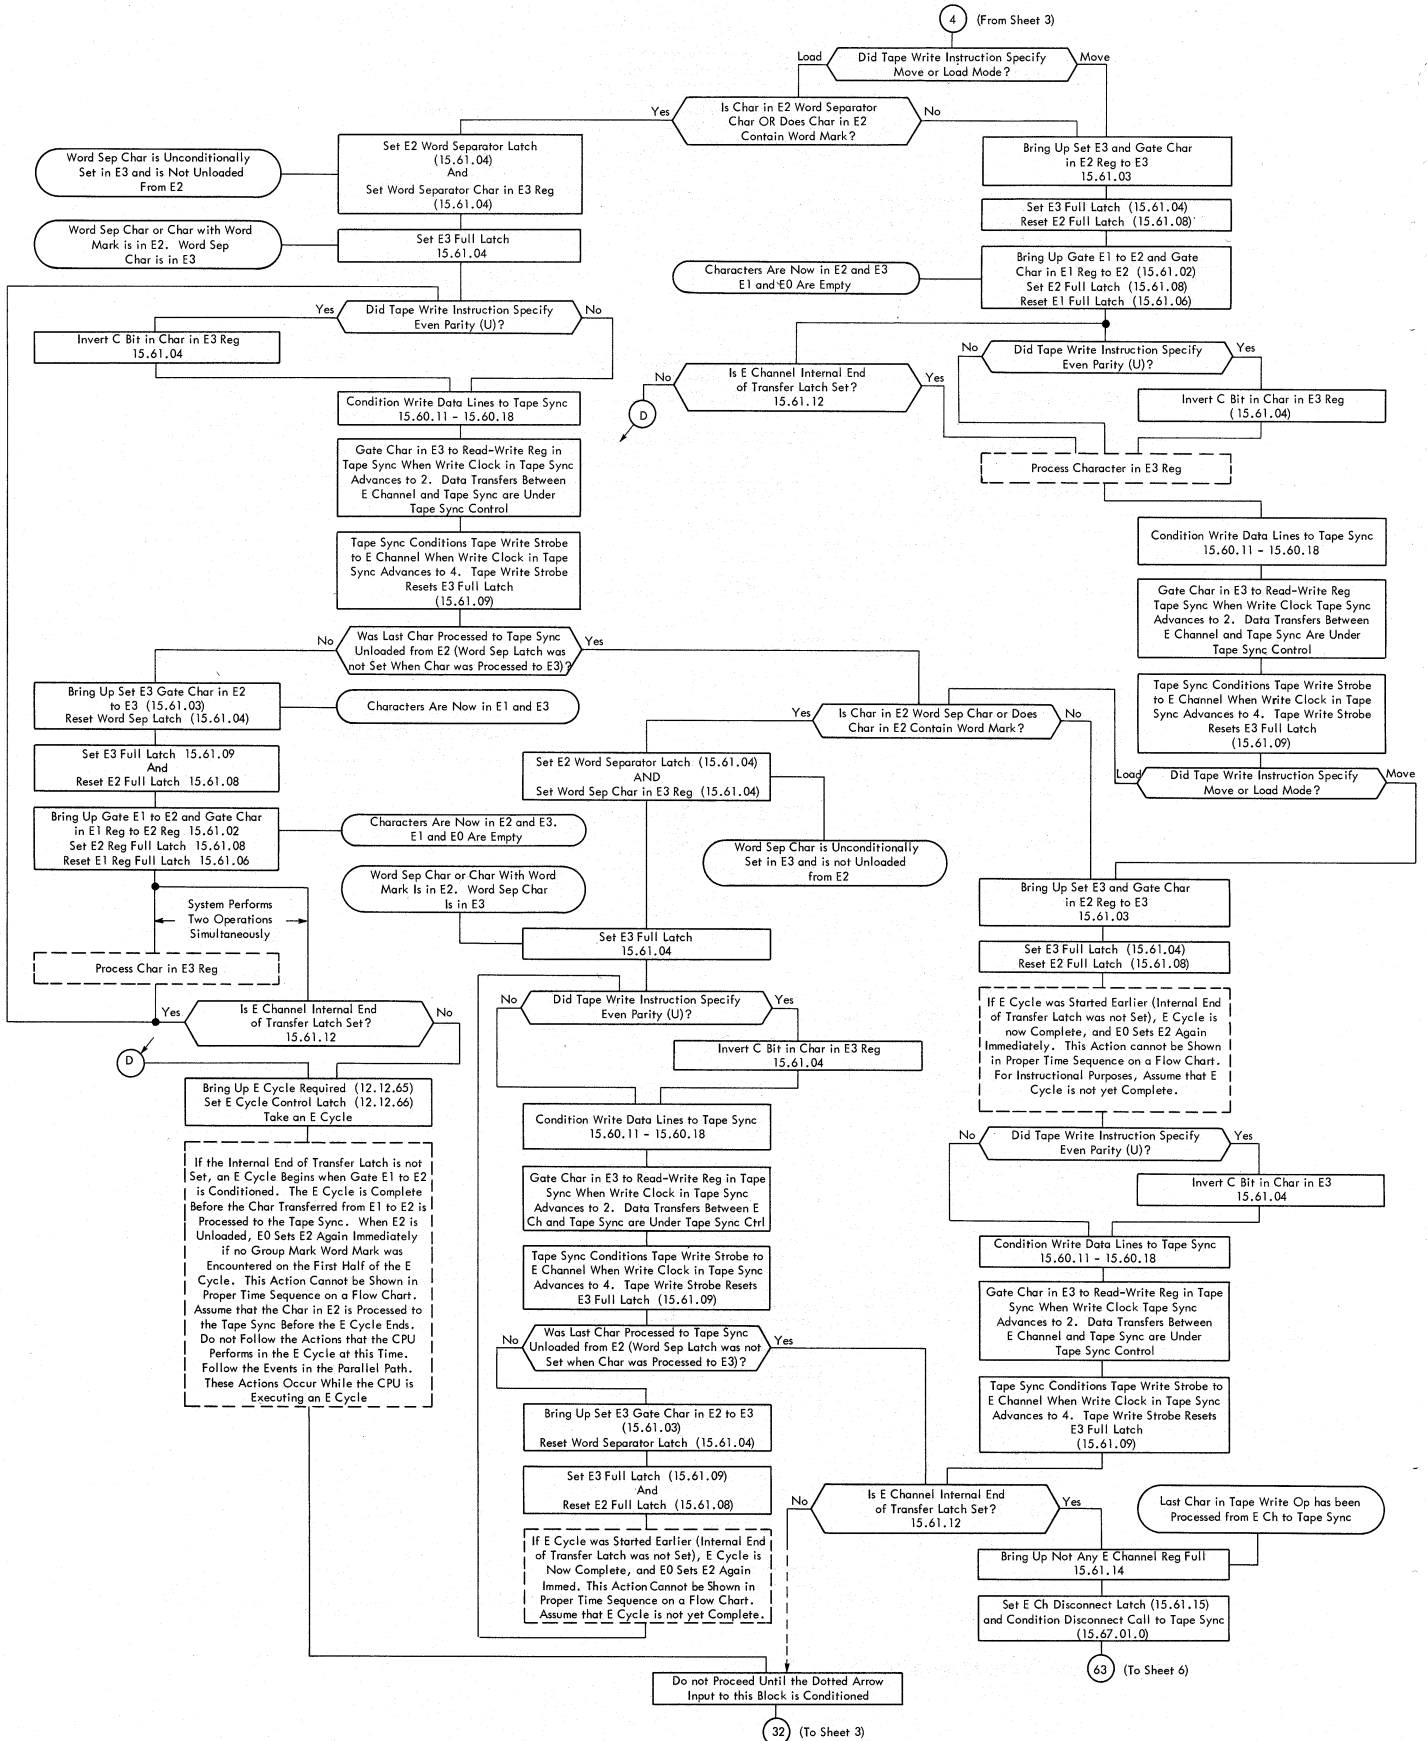 4 (From Sheet 3)
Load
Did Tape Write Instruction Specify
Move or Load Mode?
Move
Yes
Is Char in E2 Word Separator
Char OR Does Char in E2
Contain Word Mark?
No
Word Sep Char is Unconditionally
Set in E3 and is Not Unloaded
From E2
Set E2 Word Separator Latch
(15.61.04)
And
Set Word Separator Char in E3 Reg
(15.61.04)
Bring Up Set E3 and Gate Char
in E2 Reg to E3
15.61.03
Set E3 Full Latch (15.61.04)
Reset E2 Full Latch (15.61.08)
Word Sep Char or Char with Word
Mark is in E2. Word Sep
Char is in E3
Set E3 Full Latch
15.61.04
Characters Are Now in E2 and E3
E1 and E0 Are Empty
Bring Up Gate E1 to E2 and Gate
Char in E1 Reg to E2 (15.61.02)
Set E2 Full Latch (15.61.08)
Reset E1 Full Latch (15.61.06)
Yes
Did Tape Write Instruction Specify
Even Parity (U)?
No
Invert C Bit in Char in E3 Reg
15.61.04
No
Is E Channel Internal End
of Transfer Latch Set?
15.61.12
Yes
D
No
Did Tape Write Instruction Specify
Even Parity (U)?
Yes
Invert C Bit in Char in E3 Reg
(15.61.04)
Process Character in E3 Reg
Condition Write Data Lines to Tape Sync
15.60.11 - 15.60.18
Gate Char in E3 to Read-Write Reg in
Tape Sync When Write Clock in Tape Sync
Advances to 2. Data Transfers Between
E Channel and Tape Sync are Under
Tape Sync Control
Tape Sync Conditions Tape Write Strobe
to E Channel When Write Clock in Tape
Sync Advances to 4. Tape Write Strobe
Resets E3 Full Latch
(15.61.09)
Condition Write Data Lines to Tape Sync
15.60.11 - 15.60.18
Gate Char in E3 to Read-Write Reg
Tape Sync When Write Clock Tape Sync
Advances to 2. Data Transfers Between
E Channel and Tape Sync Are Under
Tape Sync Control
Tape Sync Conditions Tape Write Strobe
to E Channel When Write Clock in Tape
Sync Advances to 4. Tape Write Strobe
Resets E3 Full Latch
(15.61.09)
Load
Did Tape Write Instruction Specify
Move or Load Mode?
Move
No
Was Last Char Processed to Tape Sync
Unloaded from E2 (Word Sep Latch was
not Set When Char was Processed to E3)?
Yes
Bring Up Set E3 Gate Char in E2
to E3 (15.61.03)
Reset Word Sep Latch (15.61.04)
Characters Are Now in E1 and E3
Set E3 Full Latch 15.61.09
And
Reset E2 Full Latch 15.61.08
Bring Up Gate E1 to E2 and Gate Char
in E1 Reg to E2 Reg 15.61.02
Set E2 Reg Full Latch 15.61.08
Reset E1 Reg Full Latch 15.61.06
Characters Are Now in E2 and E3.
E1 and E0 Are Empty
System Performs
Two Operations
Simultaneously
Process Char in E3 Reg
Yes
Is E Channel Internal End
of Transfer Latch Set?
15.61.12
No
D
Bring Up E Cycle Required (12.12.65)
Set E Cycle Control Latch (12.12.66)
Take an E Cycle
If the Internal End of Transfer Latch is not
Set, an E Cycle Begins when Gate E1 to E2
is Conditioned. The E Cycle is Complete
Before the Char Transferred from E1 to E2 is
Processed to the Tape Sync. When E2 is
Unloaded, E0 Sets E2 Again Immediately
if no Group Mark Word Mark was
Encountered on the First Half of the E
Cycle. This Action Cannot be Shown in
Proper Time Sequence on a Flow Chart.
Assume that the Char in E2 is Processed to
the Tape Sync Before the E Cycle Ends.
Do not Follow the Actions that the CPU
Performs in the E Cycle at this Time.
Follow the Events in the Parallel Path.
These Actions Occur While the CPU is
Executing an E Cycle
Yes
Is Char in E2 Word Sep Char or Does
Char in E2 Contain Word Mark?
No
Set E2 Word Separator Latch (15.61.04)
AND
Set Word Sep Char in E3 Reg (15.61.04)
Word Sep Char is Unconditionally
Set in E3 and is not Unloaded
from E2
Word Sep Char or Char With Word
Mark Is in E2. Word Sep Char
Is in E3
Set E3 Full Latch
15.61.04
No
Did Tape Write Instruction Specify
Even Parity (U)?
Yes
Invert C Bit in Char in E3 Reg
15.61.04
Condition Write Data Lines to Tape Sync
15.60.11 - 15.60.18
Gate Char in E3 to Read-Write Reg in Tape
Sync When Write Clock in Tape Sync
Advances to 2. Data Transfers Between E
Ch and Tape Sync are Under Tape Sync Ctrl
Tape Sync Conditions Tape Write Strobe to
E Channel When Write Clock in Tape Sync
Advances to 4. Tape Write Strobe Resets
E3 Full Latch (15.61.09)
No
Was Last Char Processed to Tape Sync
Unloaded from E2 (Word Sep Latch was not
Set when Char was Processed to E3)?
Yes
Bring Up Set E3 Gate Char in E2 to E3
(15.61.03)
Reset Word Separator Latch (15.61.04)
Set E3 Full Latch (15.61.09)
And
Reset E2 Full Latch (15.61.08)
If E Cycle was Started Earlier (Internal End
of Transfer Latch was not Set), E Cycle is
Now Complete, and E0 Sets E2 Again
Immed. This Action Cannot be Shown in
Proper Time Sequence on a Flow Chart.
Assume that E Cycle is not yet Complete.
Bring Up Set E3 and Gate Char
in E2 Reg to E3
15.61.03
Set E3 Full Latch (15.61.04)
Reset E2 Full Latch (15.61.08)
If E Cycle was Started Earlier (Internal End
of Transfer Latch was not Set), E Cycle is
now Complete, and E0 Sets E2 Again
Immediately. This Action cannot be Shown
in Proper Time Sequence on a Flow Chart.
For Instructional Purposes, Assume that E
Cycle is not yet Complete.
No
Did Tape Write Instruction Specify
Even Parity (U)?
Yes
Invert C Bit in Char in E3
15.61.04
Condition Write Data Lines to Tape Sync
15.60.11 - 15.60.18
Gate Char in E3 to Read-Write Reg in Tape
Sync When Write Clock Tape Sync
Advances to 2. Data Transfers Between
E Channel and Tape Sync are Under
Tape Sync Control
Tape Sync Conditions Tape Write Strobe to
E Channel When Write Clock in Tape Sync
Advances to 4. Tape Write Strobe Resets
E3 Full Latch
(15.61.09)
No
Is E Channel Internal End
of Transfer Latch Set?
15.61.12
Yes
Last Char in Tape Write Op has been
Processed from E Ch to Tape Sync
Bring Up Not Any E Channel Reg Full
15.61.14
Set E Ch Disconnect Latch (15.61.15)
and Condition Disconnect Call to Tape Sync
(15.67.01.0)
63 (To Sheet 6)
Do not Proceed Until the Dotted Arrow
Input to this Block is Conditioned
32 (To Sheet 3)